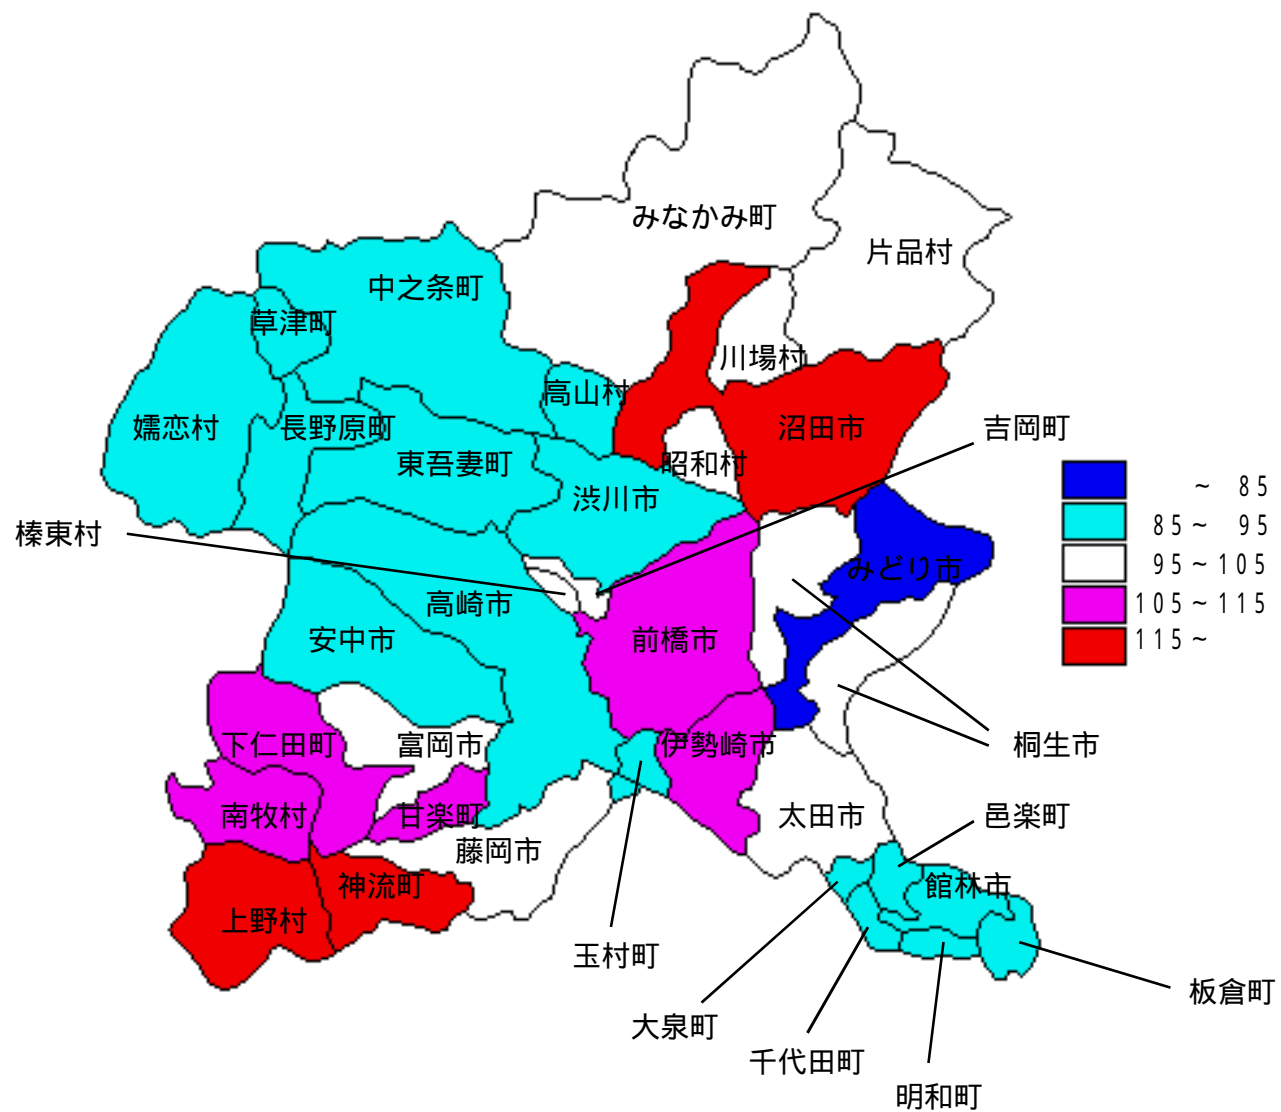 みなかみ町
片品村
中之条町
草津町
川場村
高山村
嬬恋村
長野原町
沼田市
吉岡町
東吾妻町
昭和村
渋川市
～ 85
85～ 95
95～105
105～115
115～
榛東村
みどり市
高崎市
安中市
前橋市
下仁田町
富岡市
伊勢崎市
桐生市
南牧村
甘楽町
太田市
邑楽町
藤岡市
神流町
館林市
上野村
玉村町
板倉町
大泉町
千代田町
明和町